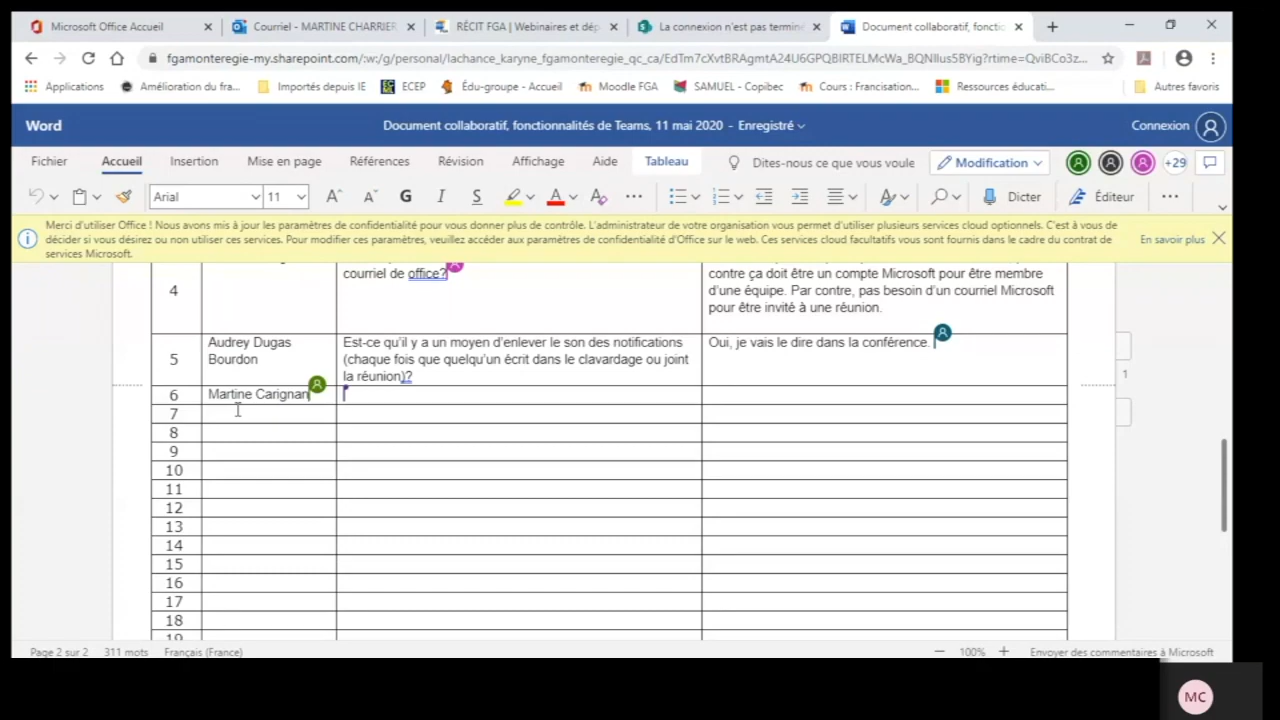 Microsoft Office Accueil
Courriel - MARTINE CHARRIER
RÉCIT FGA | Webinaires et dép
La connexion n'est pas terminé
Document collaboratif, fonctio
fgamonteregie-my.sharepoint.com/:w:/g/personal/lachance_karyne_fgamonteregie_qc_ca/
Applications
Amélioration du fra...
Importés depuis IE
ECEP
Édu-groupe - Accueil
Moodle FGA
SAMUEL - Copibec
Cours : Francisation...
Ressources éducati...
Autres favoris
Word
Document collaboratif, fonctionnalités de Teams, 11 mai 2020 - Enregistré
Connexion
Fichier
Accueil
Insertion
Mise en page
Références
Révision
Affichage
Aide
Tableau
Dites-nous ce que vous voule
Modification
+29
Arial
11
G
I
S
Dicter
Éditeur
Merci d'utiliser Office ! Nous avons mis à jour les paramètres de confidentialité pour vous donner plus de contrôle. L'administrateur de votre organisation vous permet d'utiliser plusieurs services cloud optionnels. C'est à vous de
décider si vous désirez ou non utiliser ces services. Pour modifier ces paramètres, veuillez accéder aux paramètres de confidentialité d'Office sur le web. Ces services cloud facultatifs vous sont fournis dans le cadre du contrat de
services Microsoft.
En savoir plus
4
courriel de office?
contre ça doit être un compte Microsoft pour être membre
d'une équipe. Par contre, pas besoin d'un courriel Microsoft
pour être invité à une réunion.
5
Audrey Dugas
Bourdon
Est-ce qu'il y a un moyen d'enlever le son des notifications
(chaque fois que quelqu'un écrit dans le clavardage ou joint
la réunion)?
Oui, je vais le dire dans la conférence.
6
Martine Carignan
7
8
9
10
11
12
13
14
15
16
17
18
19
1
Page 2 sur 2
311 mots
Français (France)
100%
Envoyer des commentaires à Microsoft
MC